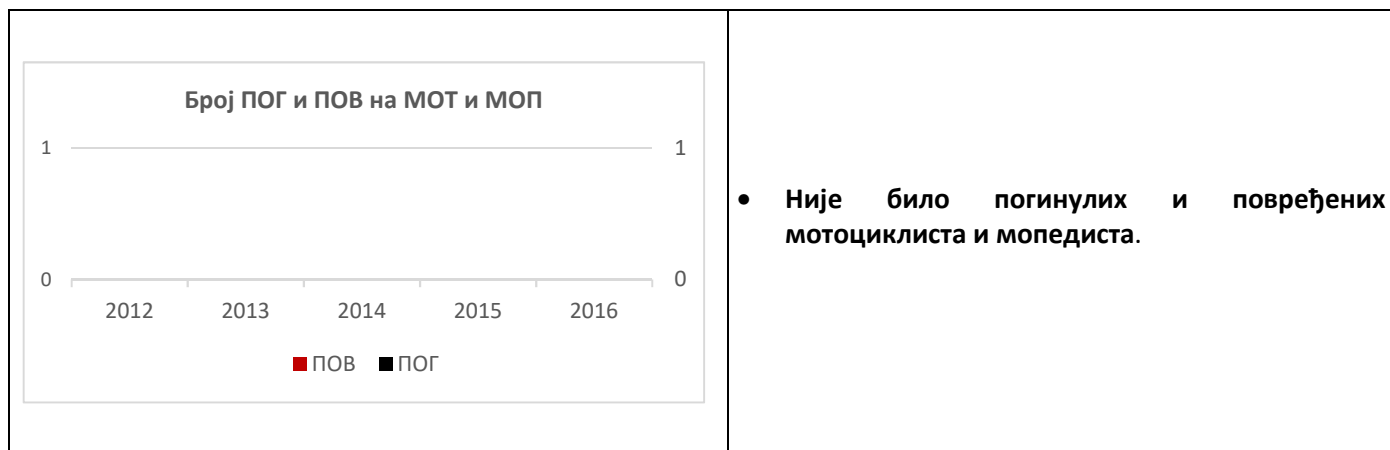 Број ПОГ и ПОВ на МОТ и МОП
1 1
0 0
2012 2013 2014 2015 2016
ПОВ ПОГ
• Није било погинулих и повређених
мотоциклиста и мопедиста.